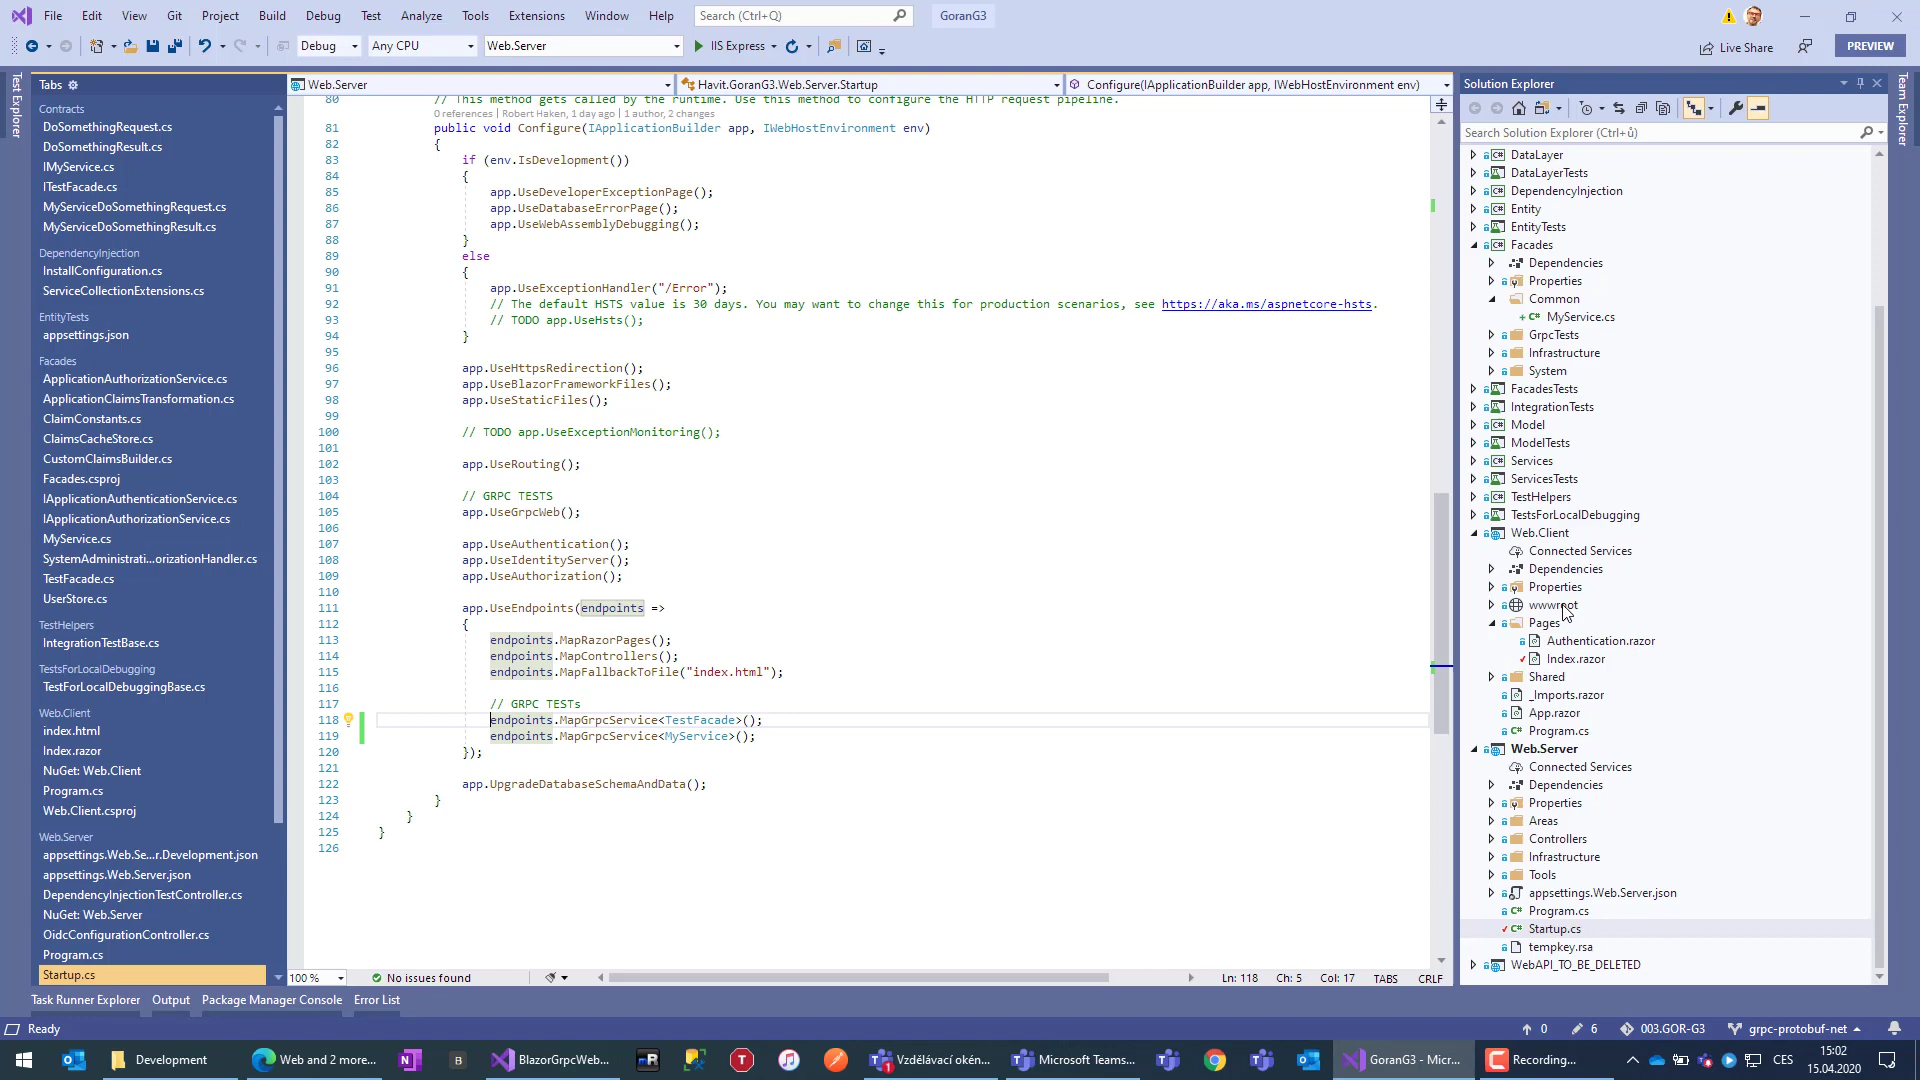 File Edit View Git Project Build Debug Test Analyze Tools Extensions Window Help Search (Ctrl+Q) GoranG3
Debug Any CPU Web.Server IIS Express Live Share PREVIEW
Test Explorer
Tabs
Contracts
DoSomethingRequest.cs
DoSomethingResult.cs
IMyService.cs
ITestFacade.cs
MyServiceDoSomethingRequest.cs
MyServiceDoSomethingResult.cs
DependencyInjection
InstallConfiguration.cs
ServiceCollectionExtensions.cs
EntityTests
appsettings.json
Facades
ApplicationAuthorizationService.cs
ApplicationClaimsTransformation.cs
ClaimConstants.cs
ClaimsCacheStore.cs
CustomClaimsBuilder.cs
Facades.csproj
IApplicationAuthenticationService.cs
IApplicationAuthorizationService.cs
MyService.cs
SystemAdministrati...orizationHandler.cs
TestFacade.cs
UserStore.cs
TestHelpers
IntegrationTestBase.cs
TestsForLocalDebugging
TestForLocalDebuggingBase.cs
Web.Client
index.html
Index.razor
NuGet: Web.Client
Program.cs
Web.Client.csproj
Web.Server
appsettings.Web.Se...r.Development.json
appsettings.Web.Server.json
DependencyInjectionTestController.cs
NuGet: Web.Server
OidcConfigurationController.cs
Program.cs
Startup.cs
Web.Server Havit.GoranG3.Web.Server.Startup Configure(IApplicationBuilder app, IWebHostEnvironment env)
80 // This method gets called by the runtime. Use this method to configure the HTTP request pipeline.
0 references | Robert Haken, 1 day ago | 1 author, 2 changes
81 public void Configure(IApplicationBuilder app, IWebHostEnvironment env)
82 {
83 if (env.IsDevelopment())
84 {
85 app.UseDeveloperExceptionPage();
86 app.UseDatabaseErrorPage();
87 app.UseWebAssemblyDebugging();
88 }
89 else
90 {
91 app.UseExceptionHandler("/Error");
92 // The default HSTS value is 30 days. You may want to change this for production scenarios, see https://aka.ms/aspnetcore-hsts.
93 // TODO app.UseHsts();
94 }
95
96 app.UseHttpsRedirection();
97 app.UseBlazorFrameworkFiles();
98 app.UseStaticFiles();
99
100 // TODO app.UseExceptionMonitoring();
101
102 app.UseRouting();
103
104 // GRPC TESTS
105 app.UseGrpcWeb();
106
107 app.UseAuthentication();
108 app.UseIdentityServer();
109 app.UseAuthorization();
110
111 app.UseEndpoints(endpoints =>
112 {
113 endpoints.MapRazorPages();
114 endpoints.MapControllers();
115 endpoints.MapFallbackToFile("index.html");
116
117 // GRPC TESTs
118 endpoints.MapGrpcService<TestFacade>();
119 endpoints.MapGrpcService<MyService>();
120 });
121
122 app.UpgradeDatabaseSchemaAndData();
123 }
124 }
125 }
126
100 % No issues found Ln: 118 Ch: 5 Col: 17 TABS CRLF
Solution Explorer
Search Solution Explorer (Ctrl+ů)
DataLayer
DataLayerTests
DependencyInjection
Entity
EntityTests
Facades
Dependencies
Properties
Common
MyService.cs
GrpcTests
Infrastructure
System
FacadesTests
IntegrationTests
Model
ModelTests
Services
ServicesTests
TestHelpers
TestsForLocalDebugging
Web.Client
Connected Services
Dependencies
Properties
wwwroot
Pages
Authentication.razor
Index.razor
Shared
_Imports.razor
App.razor
Program.cs
Web.Server
Connected Services
Dependencies
Properties
Areas
Controllers
Infrastructure
Tools
appsettings.Web.Server.json
Program.cs
Startup.cs
tempkey.rsa
WebAPI_TO_BE_DELETED
Team Explorer
Task Runner Explorer Output Package Manager Console Error List
Ready 0 6 003.GOR-G3 grpc-protobuf-net
Development Web and 2 more... BlazorGrpcWeb... Vzdělávací okén... Microsoft Teams... GoranG3 - Micr... Recording... CES 15:02
15.04.2020